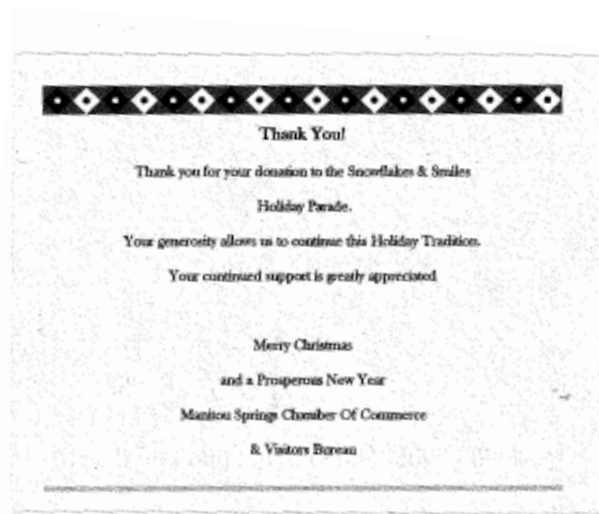 Thank You!
Thank you for your donation to the Snowflakes & Smiles
Holiday Parade.
Your generosity allows us to continue this Holiday Tradition.
Your continued support is greatly appreciated
Merry Christmas
and a Prosperous New Year
Manitou Springs Chamber Of Commerce
& Visitors Bureau